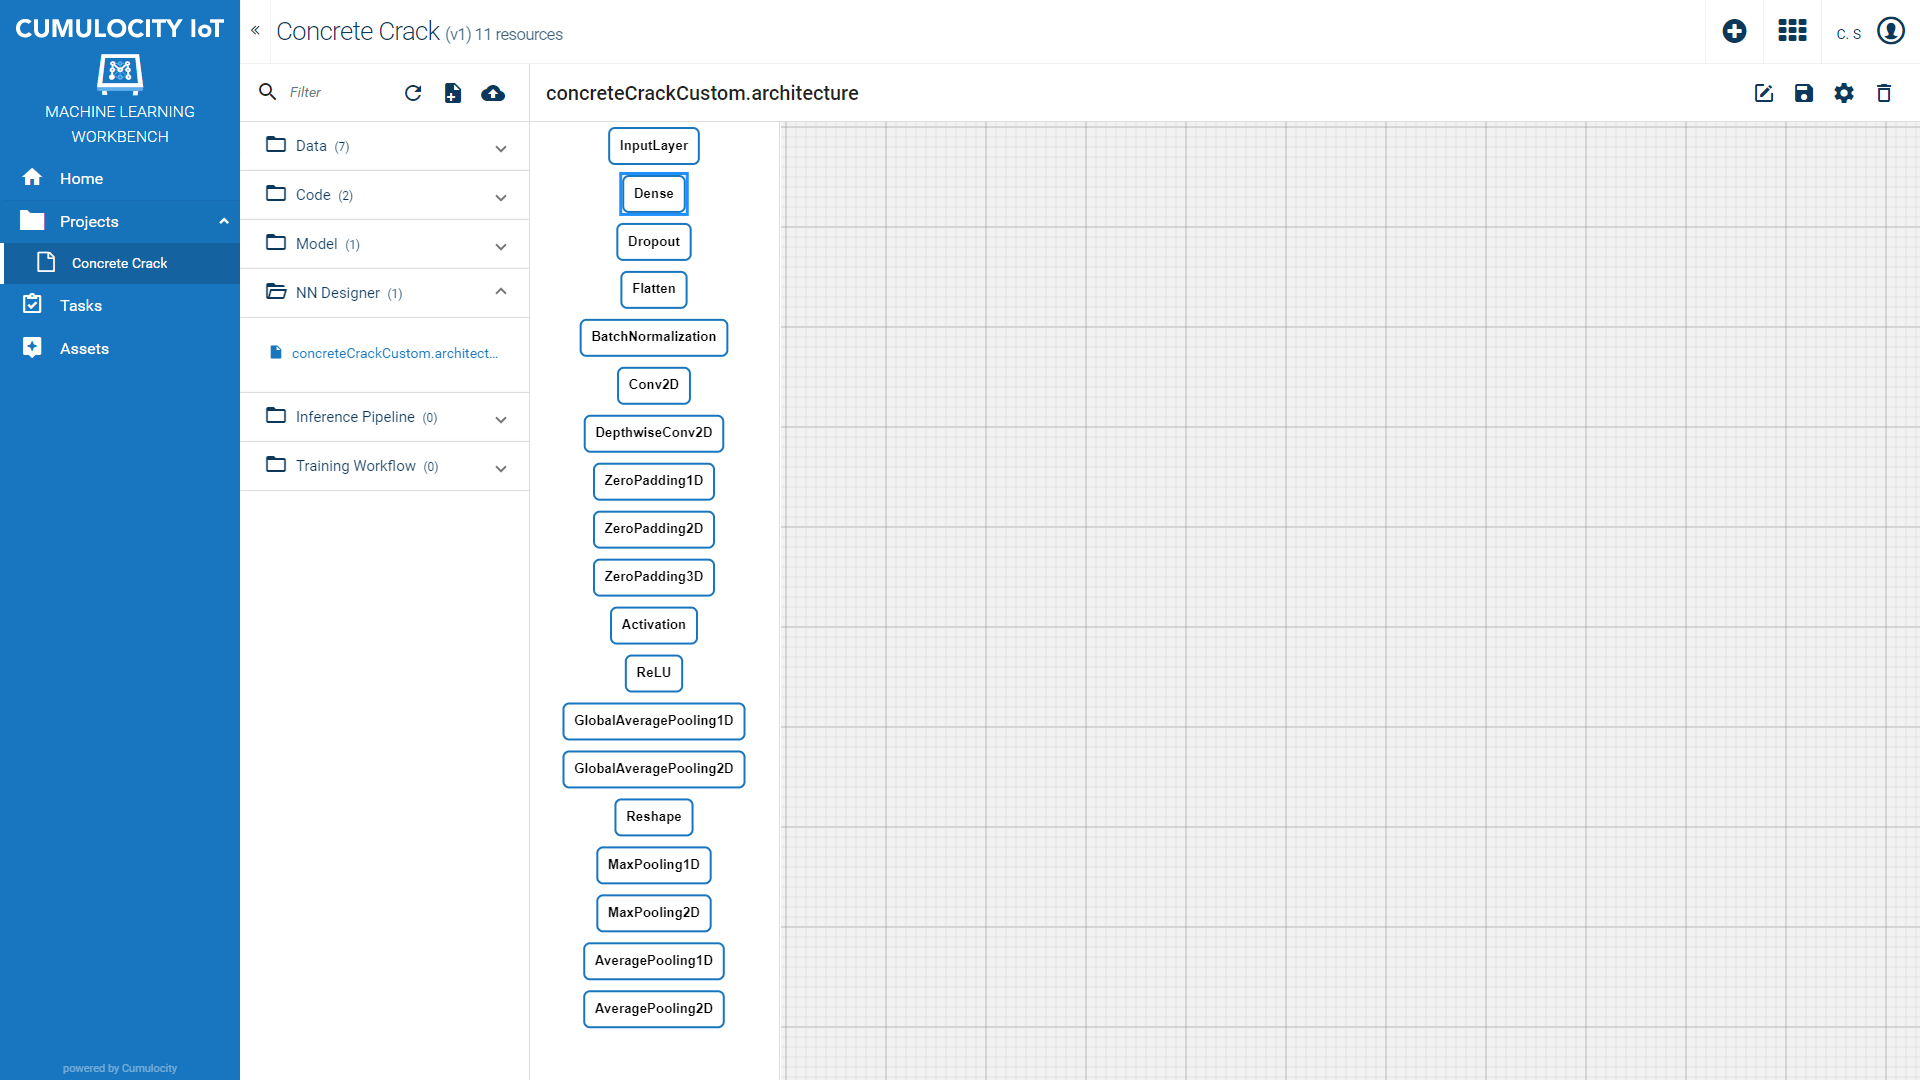 CUMULOCITY IoT
MACHINE LEARNING
WORKBENCH
Home
Projects
Concrete Crack
Tasks
Assets
powered by Cumulocity
«
Concrete Crack (v1) 11 resources
C. S
Filter
Data (7)
Code (2)
Model (1)
NN Designer (1)
concreteCrackCustom.architect...
Inference Pipeline (0)
Training Workflow (0)
concreteCrackCustom.architecture
InputLayer
Dense
Dropout
Flatten
BatchNormalization
Conv2D
DepthwiseConv2D
ZeroPadding1D
ZeroPadding2D
ZeroPadding3D
Activation
ReLU
GlobalAveragePooling1D
GlobalAveragePooling2D
Reshape
MaxPooling1D
MaxPooling2D
AveragePooling1D
AveragePooling2D